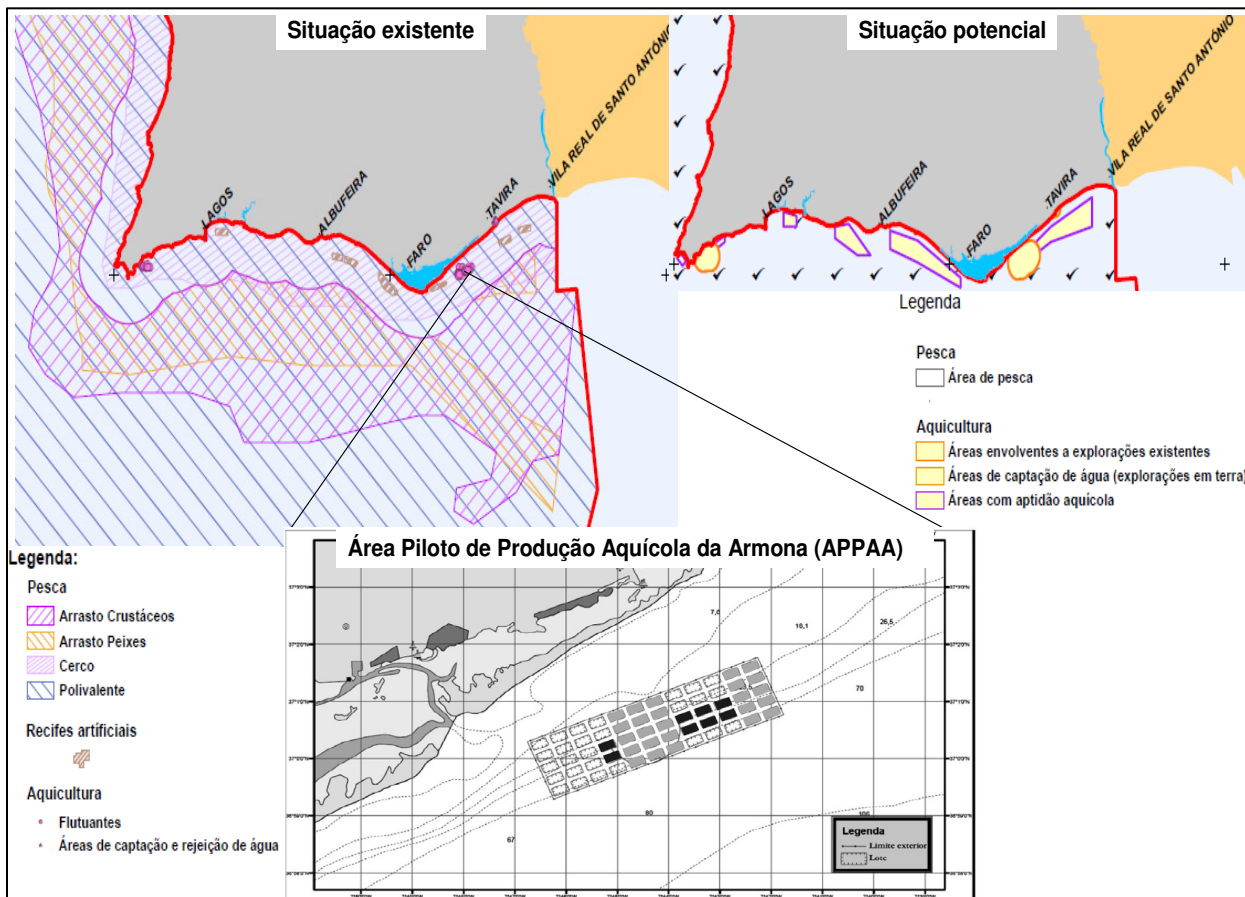 Situação existente
Situação potencial
LAGOS
ALBUFEIRA
FARO
.TAVIRA
.VILA REAL DE SANTO ANTÓNIO
LAGOS
ALBUFEIRA
FARO
TAVIRA
VILA REAL DE SANTO ANTÓNIO
Legenda
Pesca
Área de pesca
Aquicultura
Áreas envolventes a explorações existentes
Áreas de captação de água (explorações em terra)
Áreas com aptidão aquícola
Legenda:
Pesca
Arrasto Crustáceos
Arrasto Peixes
Cerco
Polivalente
Recifes artíficiais
Aquicultura
Flutuantes
Áreas de captação e rejeição de água
Área Piloto de Produção Aquícola da Armona (APPAA)
7,0
18,1
26,5
70
80
67
Legenda
Limite exterior
Lote